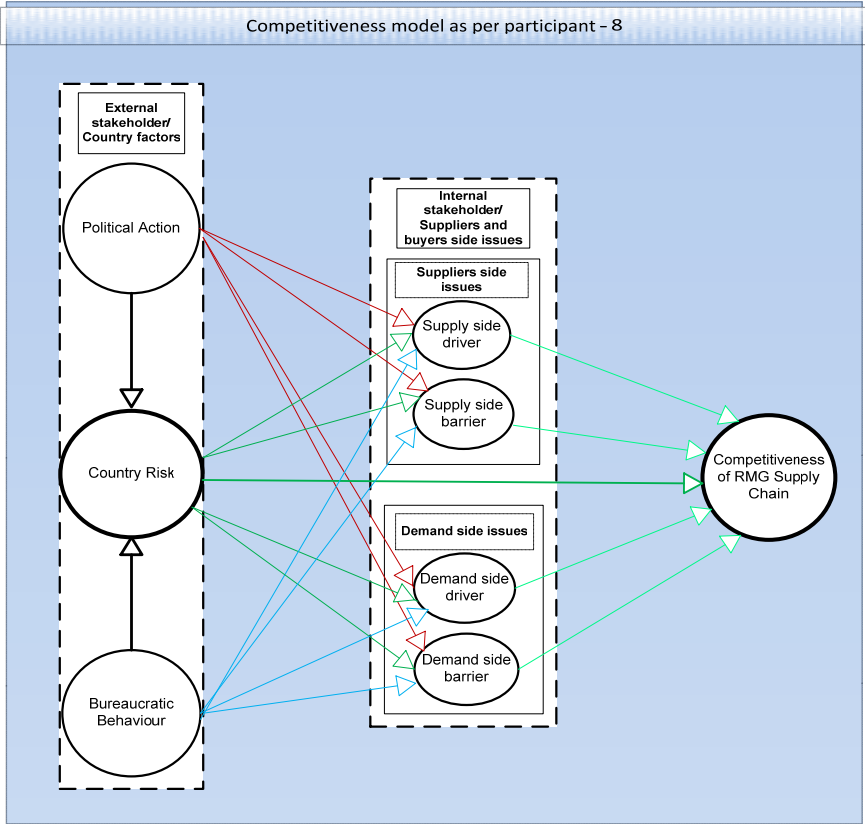 Competitiveness model as per participant – 8
External
stakeholder/
Country factors
Political Action
Country Risk
Bureaucratic
Behaviour
Internal
stakeholder/
Suppliers and
buyers side issues
Suppliers side
issues
Supply side
driver
Supply side
barrier
Demand side issues
Demand side
driver
Demand side
barrier
Competitiveness
of RMG Supply
Chain